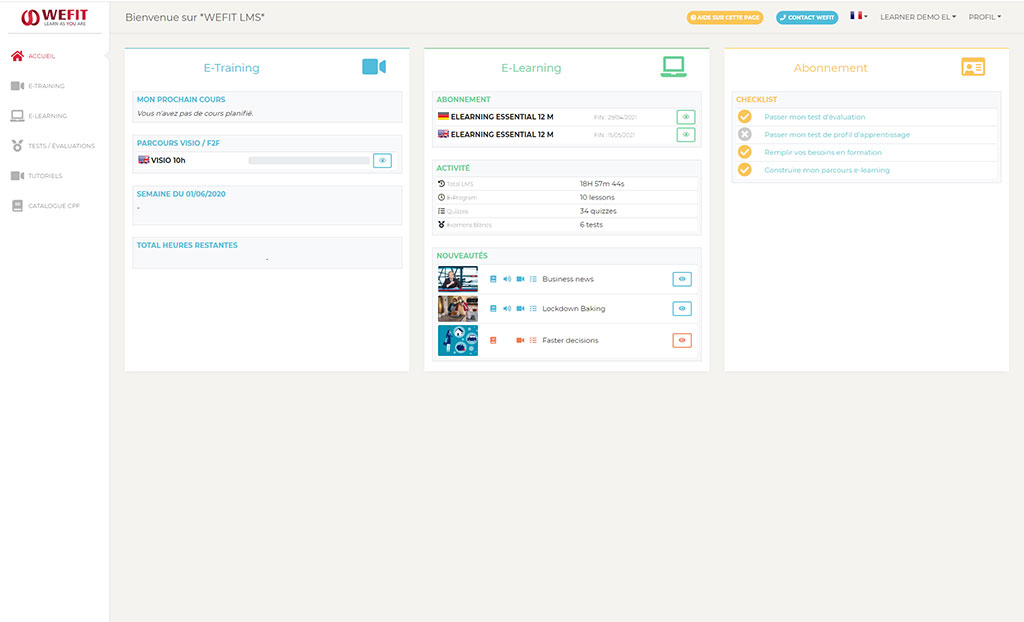 WEFIT
LEARN AS YOU ARE
Bienvenue sur "WEFIT LMS"
AIDE SUR CETTE PAGE
CONTACT WEFIT
LEARNER DEMO EL
PROFIL
ACCUEIL
E-TRAINING
E-LEARNING
TESTS / ÉVALUATIONS
TUTORIELS
CATALOGUE CPF
E-Training
MON PROCHAIN COURS
Vous n'avez pas de cours planifié.
PARCOURS VISIO / F2F
VISIO 10h
SEMAINE DU 01/06/2020
-
TOTAL HEURES RESTANTES
-
E-Learning
ABONNEMENT
ELEARNING ESSENTIAL 12 M FIN : 29/04/2021
ELEARNING ESSENTIAL 12 M FIN : 15/05/2021
ACTIVITÉ
Total LMS 18H 57m 44s
E-Program 10 lessons
Quizzes 34 quizzes
Examens blancs 6 tests
NOUVEAUTÉS
Business news
Lockdown Baking
Faster decisions
Abonnement
CHECKLIST
Passer mon test d'évaluation
Passer mon test de profil d'apprentissage
Remplir vos besoins en formation
Construire mon parcours e-learning